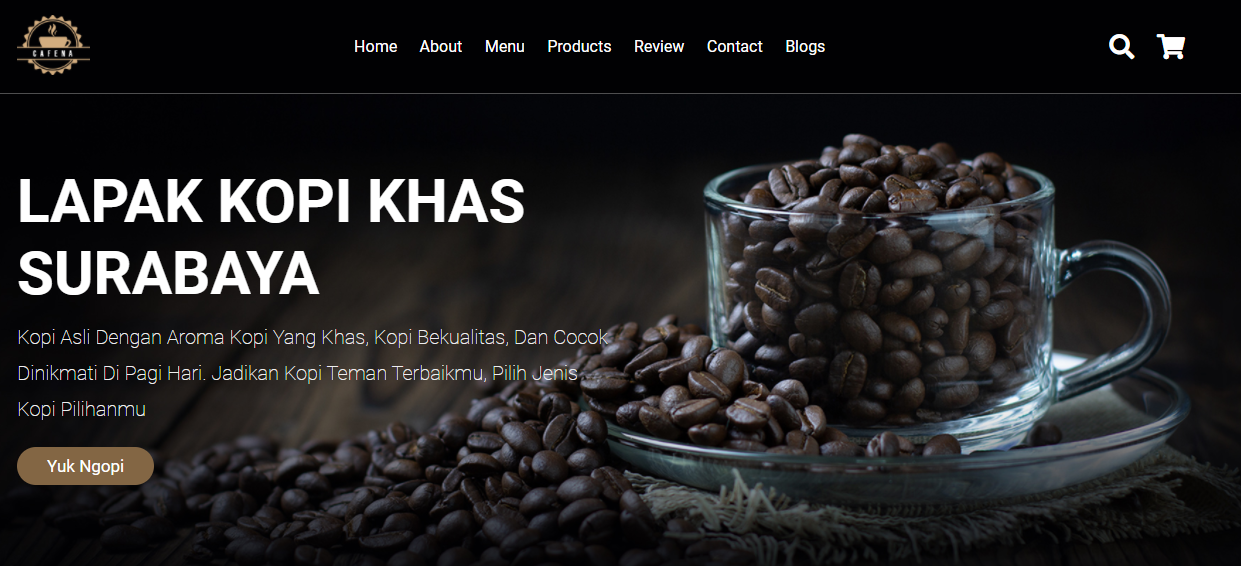 CAFENA
Home About Menu Products Review Contact Blogs
LAPAK KOPI KHAS
SURABAYA
Kopi Asli Dengan Aroma Kopi Yang Khas, Kopi Bekualitas, Dan Cocok
Dinikmati Di Pagi Hari. Jadikan Kopi Teman Terbaikmu, Pilih Jenis
Kopi Pilihanmu
Yuk Ngopi